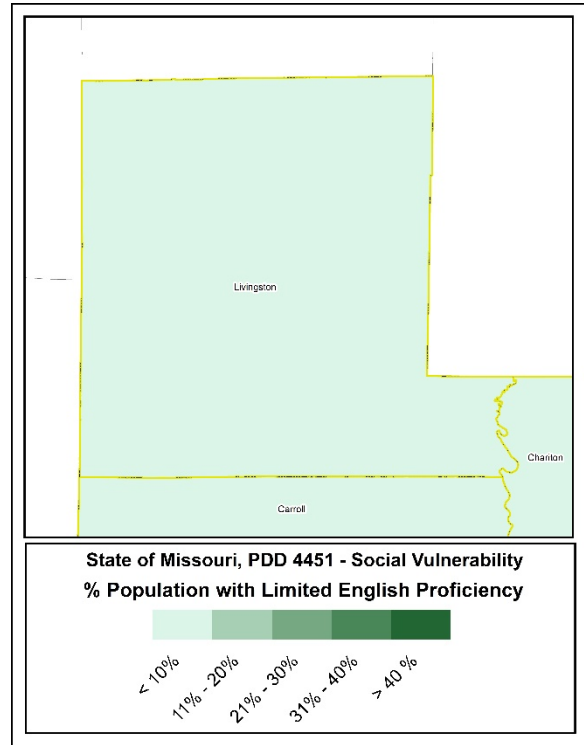 Livingston
Chariton
Carroll
State of Missouri, PDD 4451 - Social Vulnerability
% Population with Limited English Proficiency
< 10%
11% - 20%
21% - 30%
31% - 40%
> 40 %